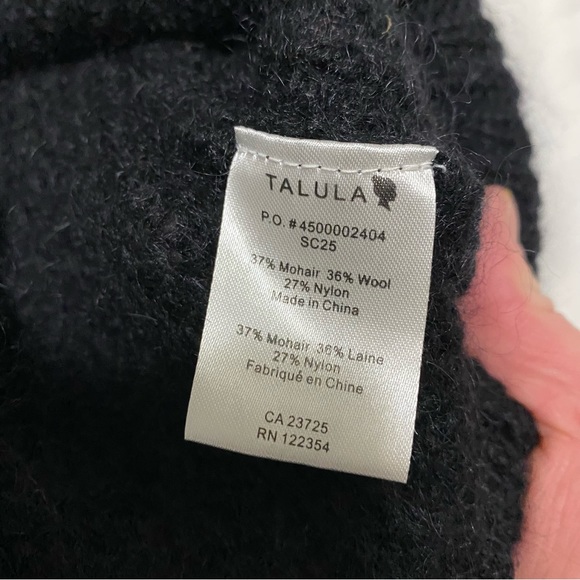 TALULA
P.O. #4500002404
SC25
37% Mohair 36% Wool
27% Nylon
Made in China
37% Mohair 36% Laine
27% Nylon
Fabriqué en Chine
CA 23725
RN 122354